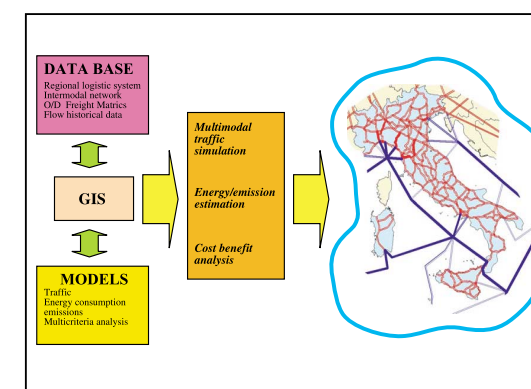 DATA BASE
Regional logistic system
Intermodal network
O/D Freight Matrics
Flow historical data
GIS
MODELS
Traffic
Energy consumption
emissions
Multicriteria analysis
Multimodal
traffic
simulation
Energy/emission
estimation
Cost benefit
analysis